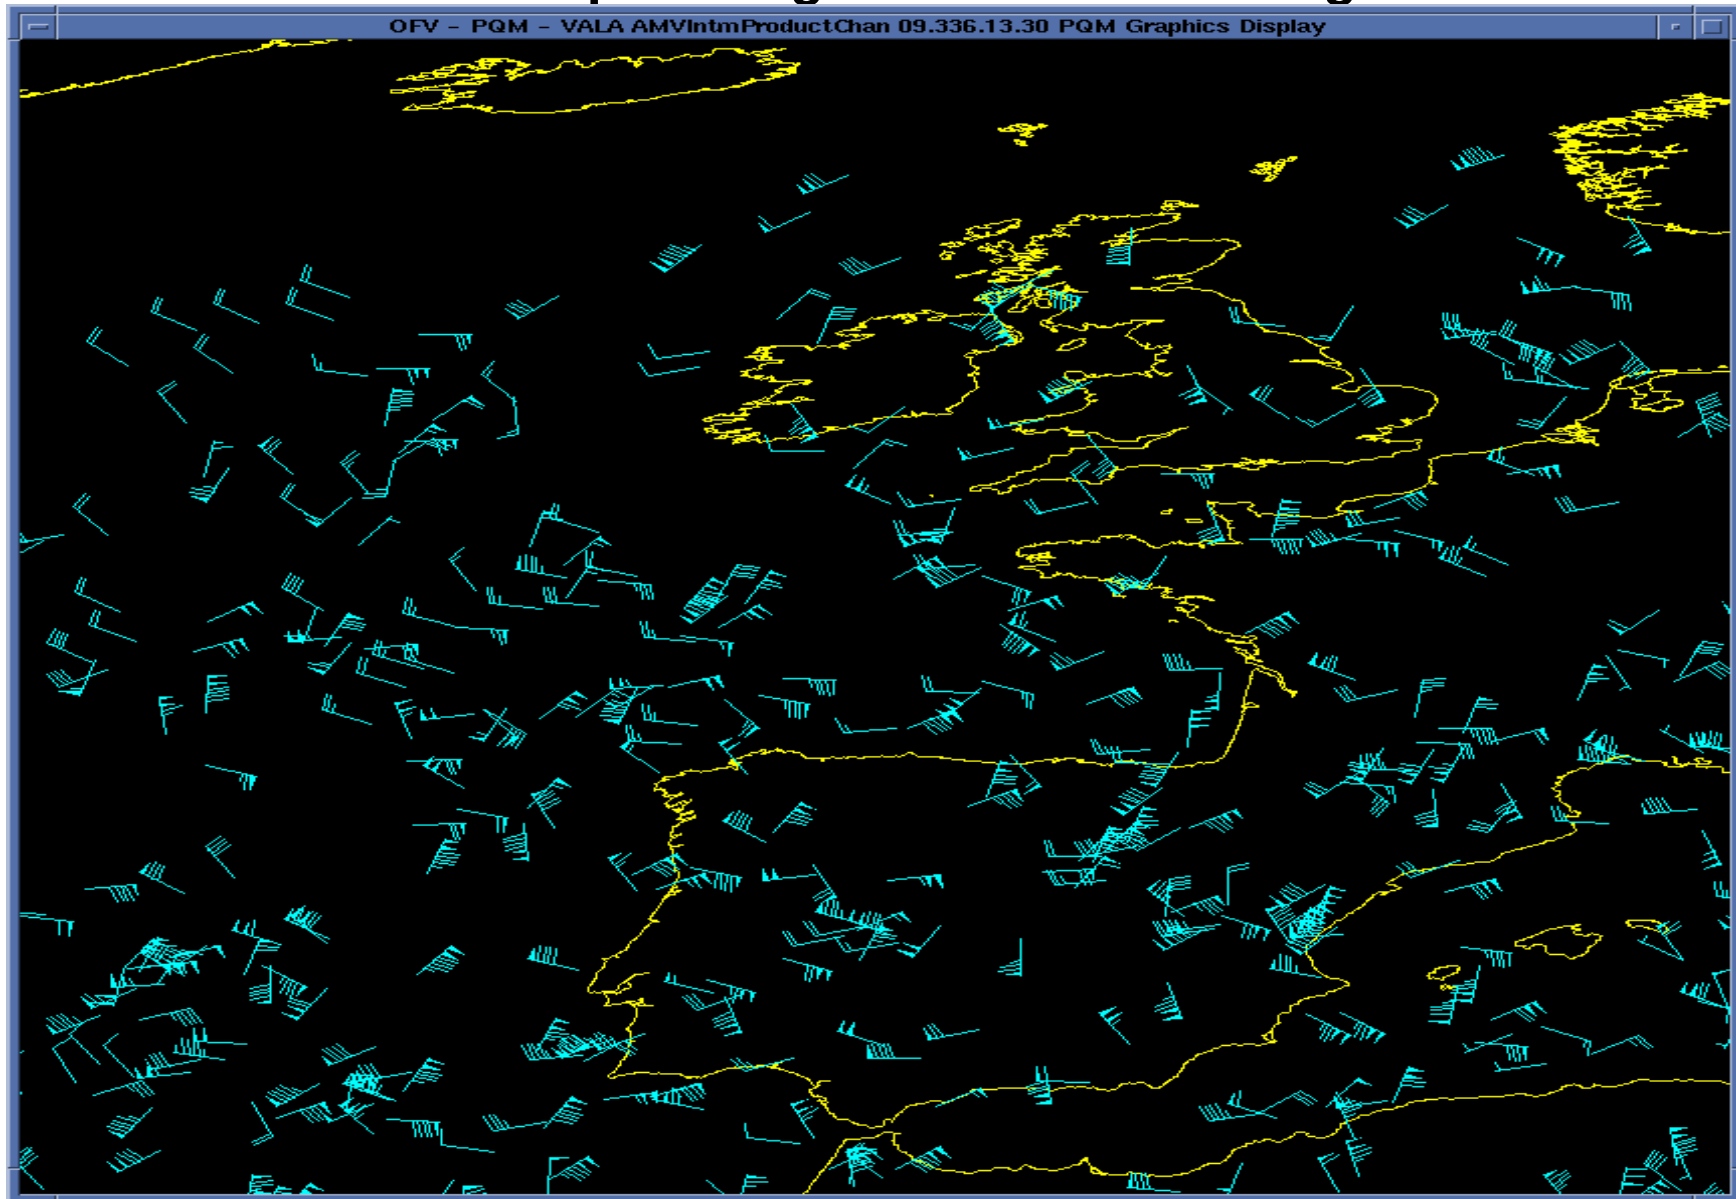 OFV - PQM - VALA AMVIntmProductChan 09.336.13.30 PQM Graphics Display